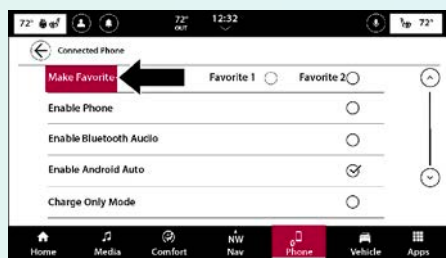 72° 72° OUT 12:32 72°
Connected Phone
Make Favorite Favorite 1 Favorite 2
Enable Phone
Enable Bluetooth Audio
Enable Android Auto
Charge Only Mode
NW
Home Media Comfort Nav Phone Vehicle Apps